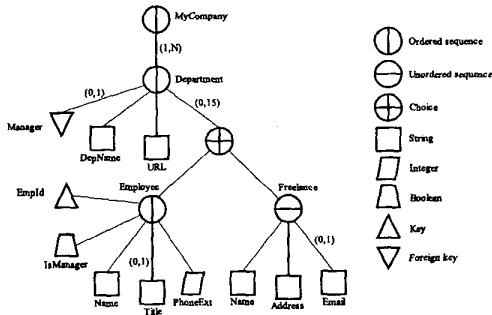 MyCompany
(1,N)
Department
(0,1)
(0,15)
Manager
DepName
URL
Employee
Freelance
EmpId
IsManager
(0,1)
(0,1)
Name
Title
PhoneExt
Name
Address
Email
Ordered sequence
Unordered sequence
Choice
String
Integer
Boolean
Key
Foreign key